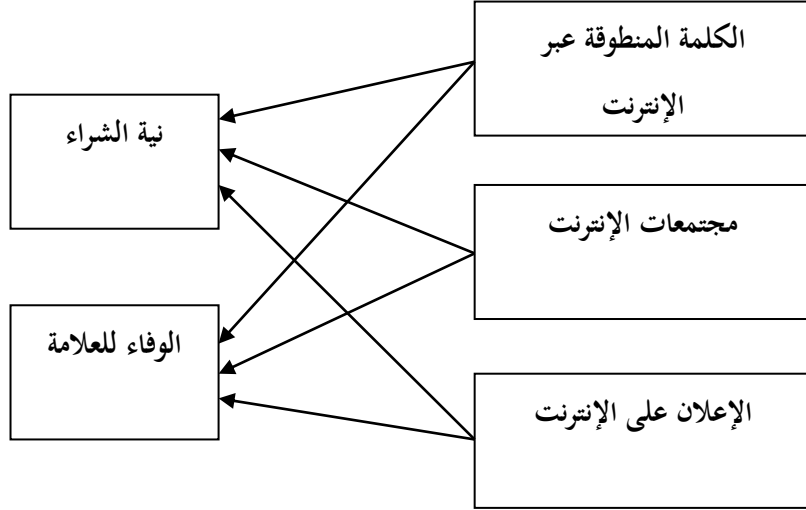 الكلمة المنطوقة عبر
الإنترنت
مجتمعات الإنترنت
الإعلان على الإنترنت
نية الشراء
الوفاء للعلامة